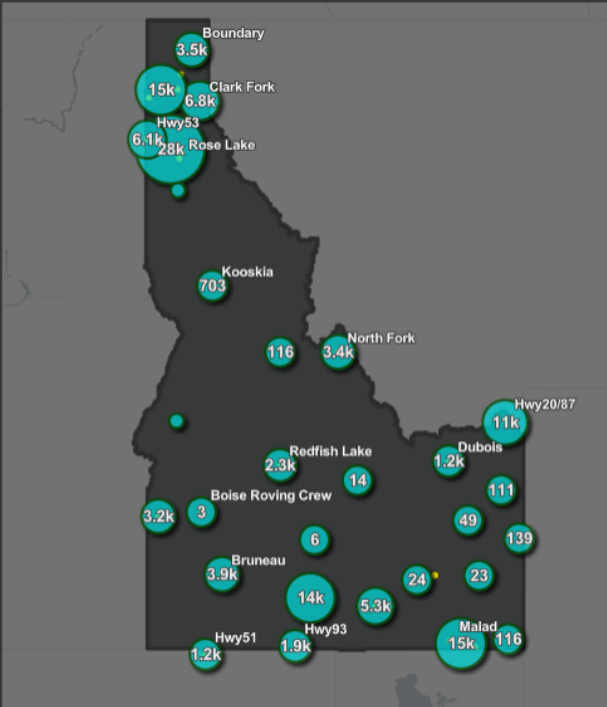 Boundary
3.5k
15k
Clark Fork
6.8k
Hwy53
6.1k
28k
Rose Lake
Kooskia
703
116
North Fork
3.4k
Hwy20/87
11k
Dubois
1.2k
Redfish Lake
2.3k
14
111
Boise Roving Crew
3.2k
3
49
6
139
Bruneau
3.9k
24
23
14k
5.3k
Hwy93
1.9k
Malad
15k
116
Hwy51
1.2k